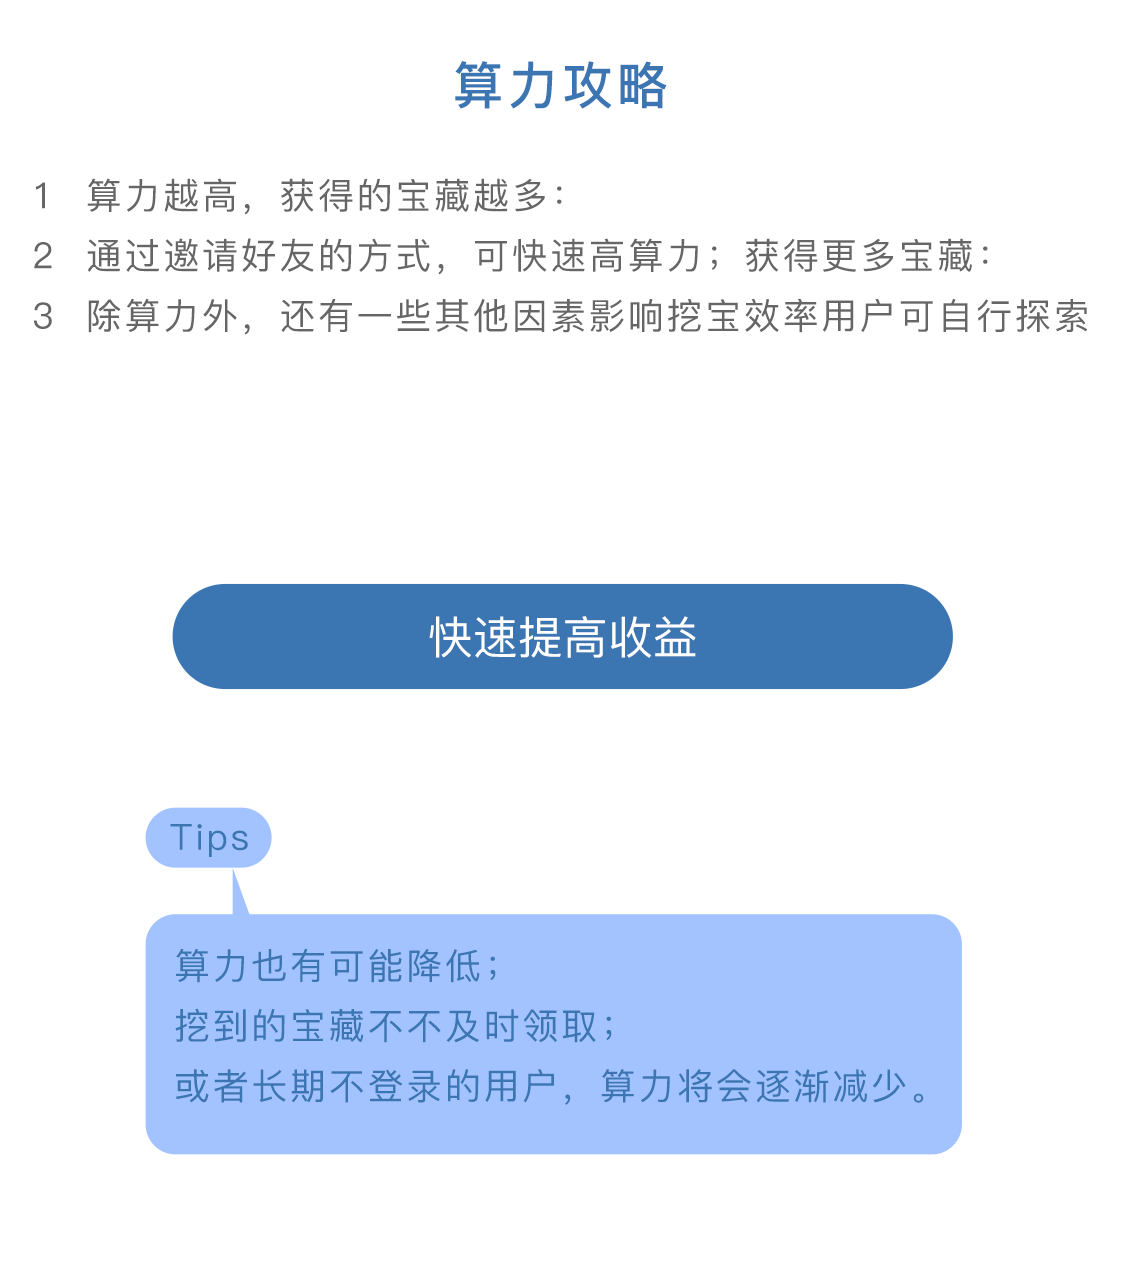 算力攻略
1 算力越高，获得的宝藏越多：
2 通过邀请好友的方式，可快速高算力；获得更多宝藏：
3 除算力外，还有一些其他因素影响挖宝效率用户可自行探索
快速提高收益
Tips
算力也有可能降低；
挖到的宝藏不不及时领取；
或者长期不登录的用户，算力将会逐渐减少。